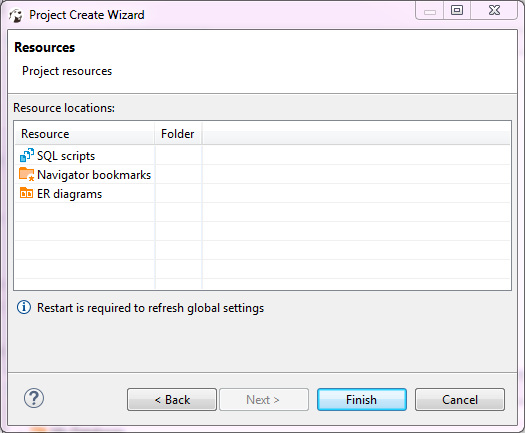 Project Create Wizard
Resources
Project resources
Resource locations:
Resource Folder
SQL scripts
Navigator bookmarks
ER diagrams
Restart is required to refresh global settings
? < Back Next > Finish Cancel